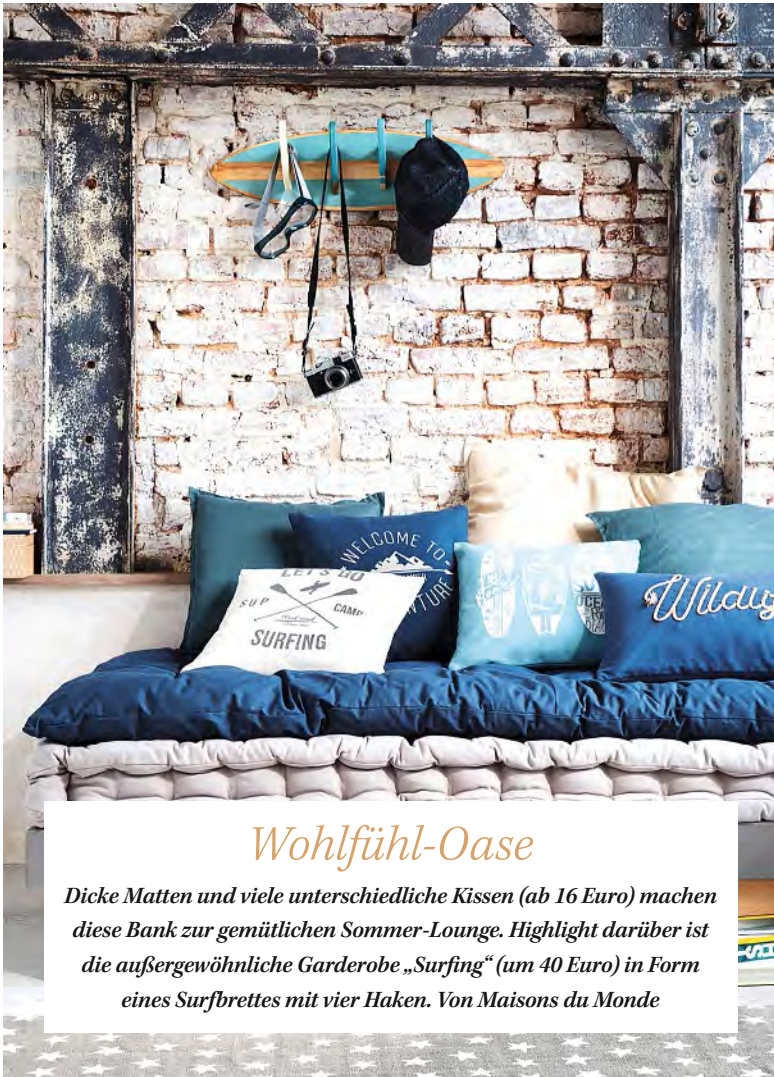 WELCOME TO
LET'S GO
SUP
CAMP
SURFING
Wohlfühl-Oase
Dicke Matten und viele unterschiedliche Kissen (ab 16 Euro) machen
diese Bank zur gemütlichen Sommer-Lounge. Highlight darüber ist
die außergewöhnliche Garderobe „Surfing“ (um 40 Euro) in Form
eines Surfbrettes mit vier Haken. Von Maisons du Monde